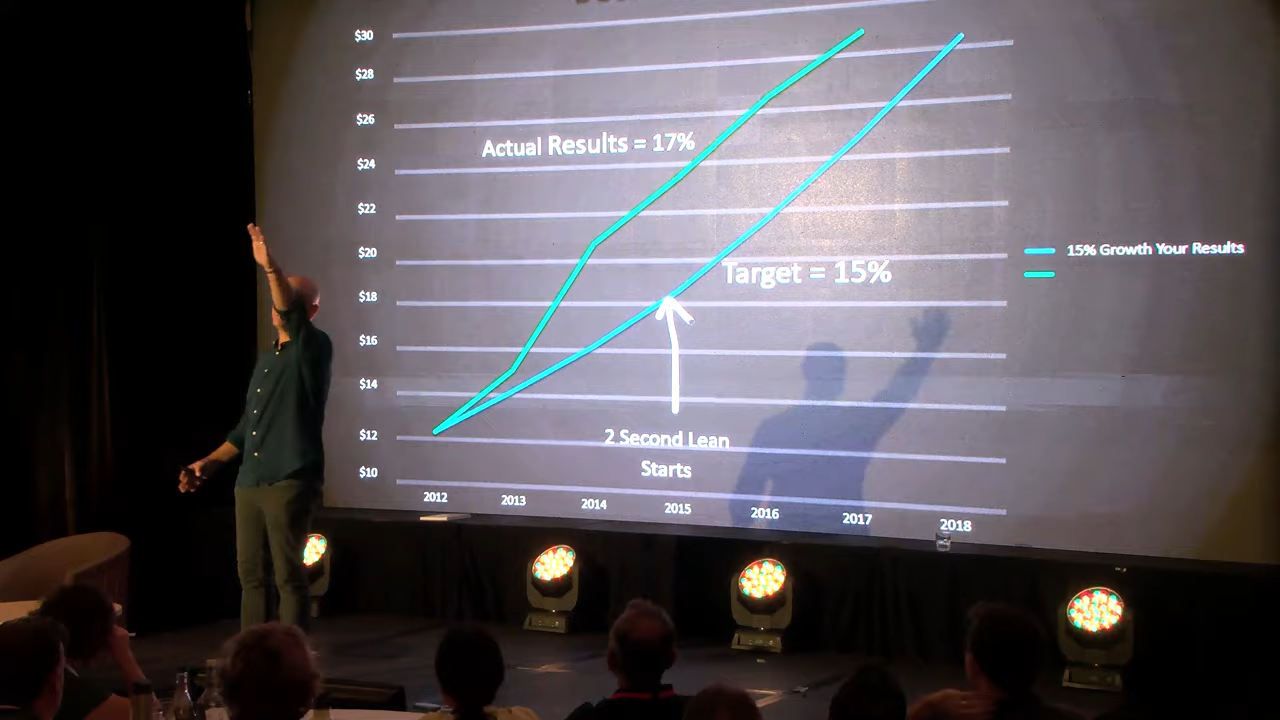 $30
$28
$26
$24
$22
$20
$18
$16
$14
$12
$10
Actual Results = 17%
Target = 15%
15% Growth Your Results
2 Second Lean
Starts
2012 2013 2014 2015 2016 2017 2018